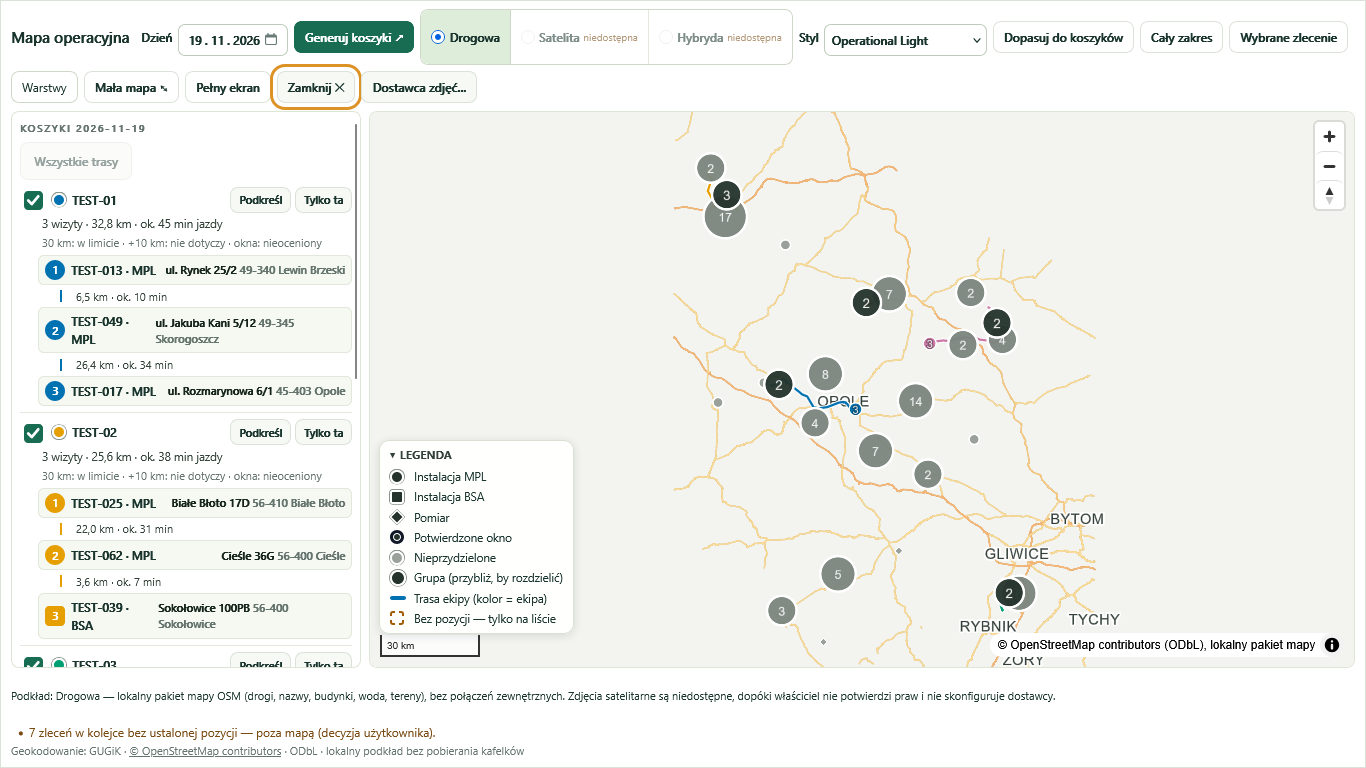 Mapa operacyjna Dzień 19.11.2026 Generuj koszyki ↗ Drogowa Satelita niedostępna Hybryda niedostępna Styl Operational Light Dopasuj do koszyków Cały zakres Wybrane zlecenie
Warstwy Mała mapa Pełny ekran Zamknij ✕ Dostawca zdjęć...
KOSZYKI 2026-11-19
Wszystkie trasy
TEST-01 Podkreśl Tylko ta
3 wizyty · 32,8 km · ok. 45 min jazdy
30 km: w limicie · +10 km: nie dotyczy · okna: nieoceniony
1 TEST-013 · MPL ul. Rynek 25/2 49-340 Lewin Brzeski
6,5 km · ok. 10 min
2 TEST-049 · MPL ul. Jakuba Kani 5/12 49-345 Skorogoszcz
26,4 km · ok. 34 min
3 TEST-017 · MPL ul. Rozmarynowa 6/1 45-403 Opole
TEST-02 Podkreśl Tylko ta
3 wizyty · 25,6 km · ok. 38 min jazdy
30 km: w limicie · +10 km: nie dotyczy · okna: nieoceniony
1 TEST-025 · MPL Białe Błoto 17D 56-410 Białe Błoto
22,0 km · ok. 31 min
2 TEST-062 · MPL Cieśle 36G 56-400 Cieśle
3,6 km · ok. 7 min
3 TEST-039 · BSA Sokołowice 100PB 56-400 Sokołowice
TEST-03 Podkreśl Tylko ta
2
3
17
2
7
2
2
4
2
3
8
2
OPOLE
3
14
4
7
2
BYTOM
GLIWICE
5
2
3
RYBNIK
TYCHY
ŻORY
▾ LEGENDA
Instalacja MPL
Instalacja BSA
Pomiar
Potwierdzone okno
Nieprzydzielone
Grupa (przybliż, by rozdzielić)
Trasa ekipy (kolor = ekipa)
Bez pozycji — tylko na liście
30 km
© OpenStreetMap contributors (ODbL), lokalny pakiet mapy
Podkład: Drogowa — lokalny pakiet mapy OSM (drogi, nazwy, budynki, woda, tereny), bez połączeń zewnętrznych. Zdjęcia satelitarne są niedostępne, dopóki właściciel nie potwierdzi praw i nie skonfiguruje dostawcy.
• 7 zleceń w kolejce bez ustalonej pozycji — poza mapą (decyzja użytkownika).
Geokodowanie: GUGiK · © OpenStreetMap contributors · ODbL · lokalny podkład bez pobierania kafelków